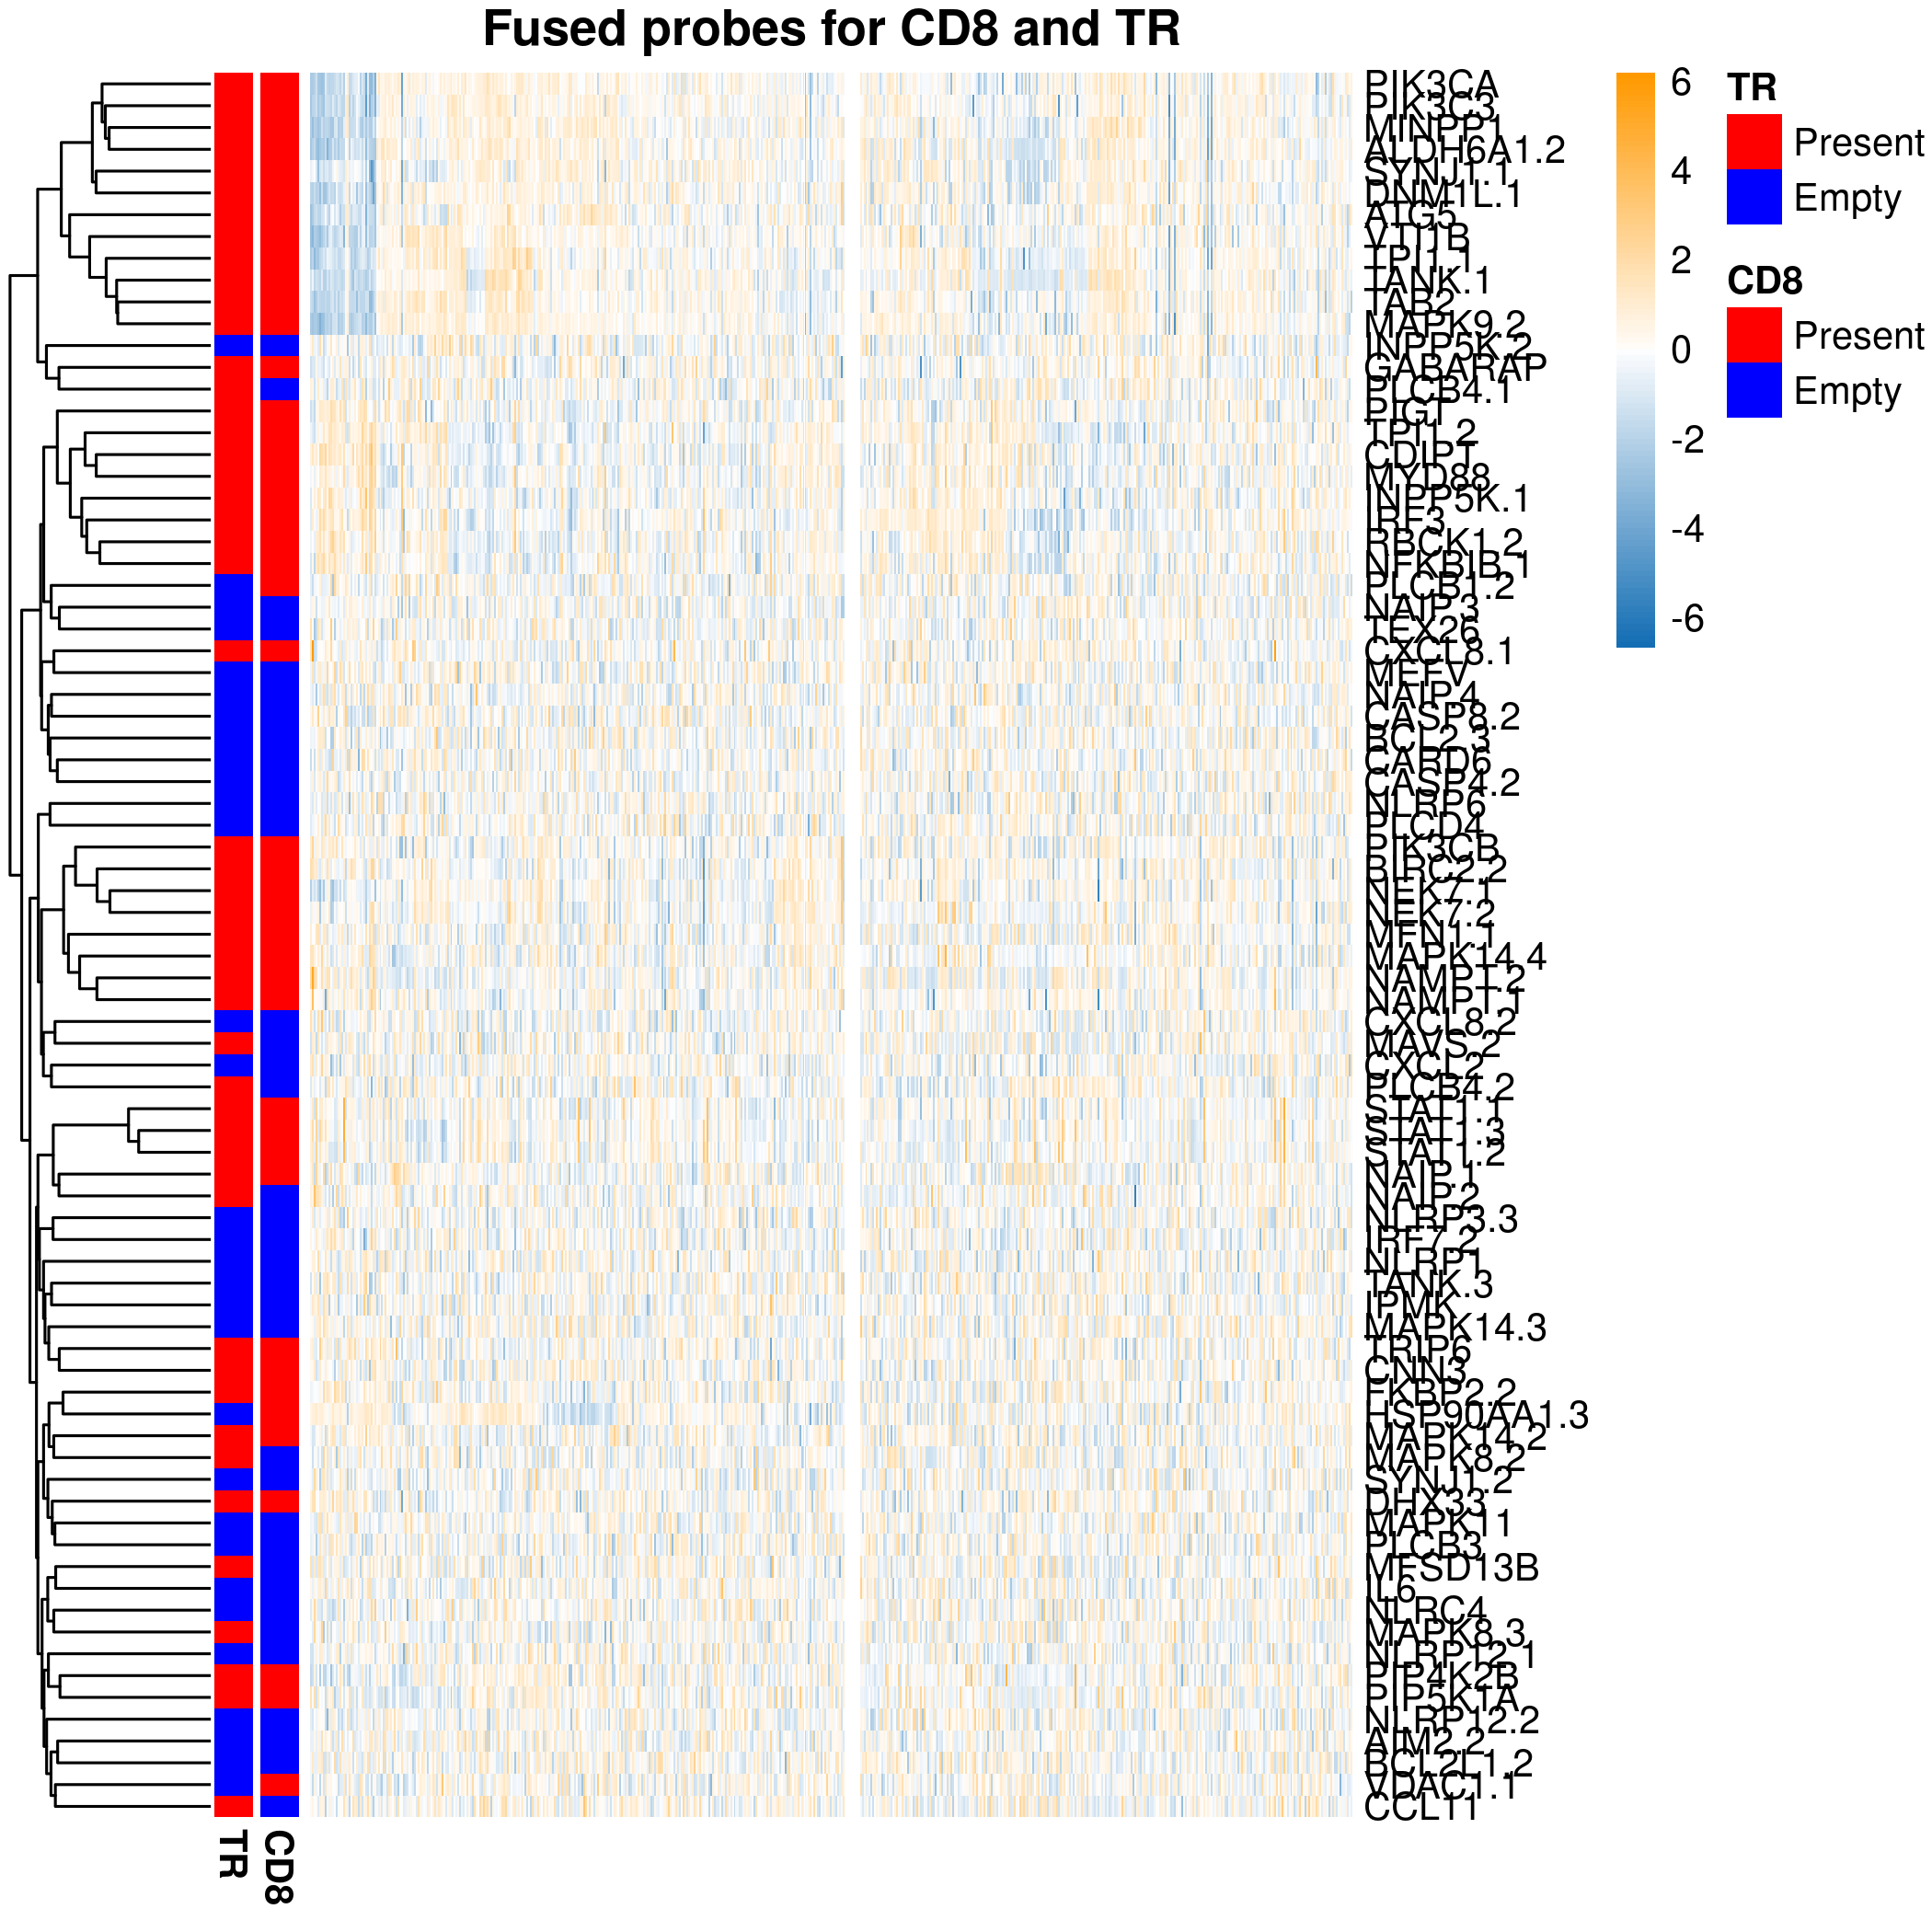 Fused probes for CD8 and TR
PIK3CA
PIK3C3
MINPP1
ALDH6A1.2
SYNJ1.1
DNM1L.1
ATG5
VTI1B
TPI1.1
TANK.1
TAB2
MAPK9.2
INPP5K.2
GABARAP
PLCB4.1
PIGT
TPI1.2
CDIPT
MYD88
INPP5K.1
IRF3
RBCK1.2
NFKBIB.1
PLCB1.2
NAIP.3
TEX26
CXCL8.1
MEFV
NAIP.4
CASP8.2
BCL2.3
CARD6
CASP4.2
NLRP6
PLCD4
PIK3CB
BIRC2.2
NEK7.1
NEK7.2
MFN1.1
MAPK14.4
NAMPT.2
NAMPT.1
CXCL8.2
MAVS.2
CXCL2
PLCB4.2
STAT1.1
STAT1.3
STAT1.2
NAIP.1
NAIP.2
NLRP3.3
IRF7.2
NLRP1
TANK.3
IPMK
MAPK14.3
TRIP6
CNN3
FKBP2.2
HSP90AA1.3
MAPK14.2
MAPK8.2
SYNJ1.2
DHX33
MAPK11
PLCB3
MFSD13B
IL6
NLRC4
MAPK8.3
NLRP12.1
PIP4K2B
PIP5K1A
NLRP12.2
AIM2.2
BCL2L1.2
VDAC1.1
CCL11
6
4
2
0
-2
-4
-6
TR
Present
Empty
CD8
Present
Empty
TR
CD8